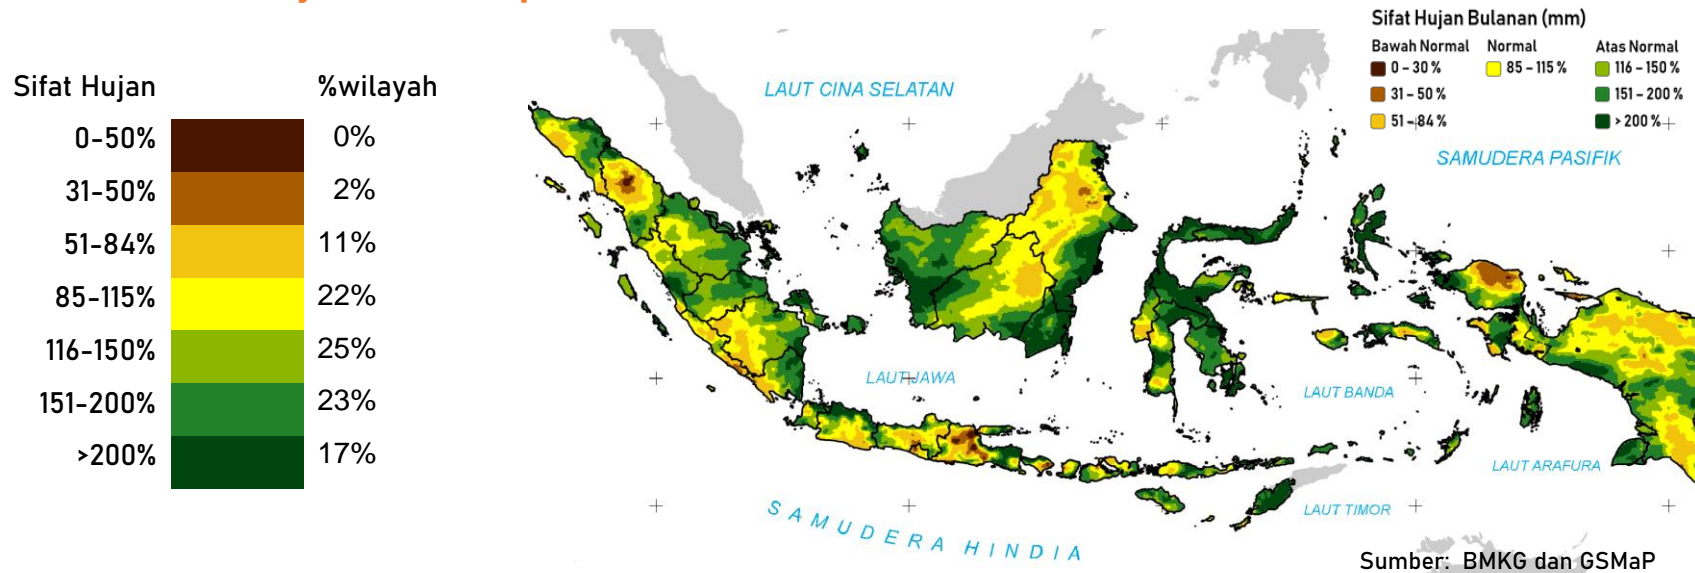 Sifat Hujan %wilayah
0-50% 0%
31-50% 2%
51-84% 11%
85-115% 22%
116-150% 25%
151-200% 23%
>200% 17%
Sifat Hujan Bulanan (mm)
Bawah Normal Normal Atas Normal
0 – 30 % 85 – 115 % 116 – 150 %
31 – 50 % 151 – 200 %
51 – 84 % > 200 %
LAUT CINA SELATAN
SAMUDERA PASIFIK
LAUT JAWA
LAUT BANDA
LAUT ARAFURA
LAUT TIMOR
SAMUDERA HINDIA
Sumber: BMKG dan GSMaP